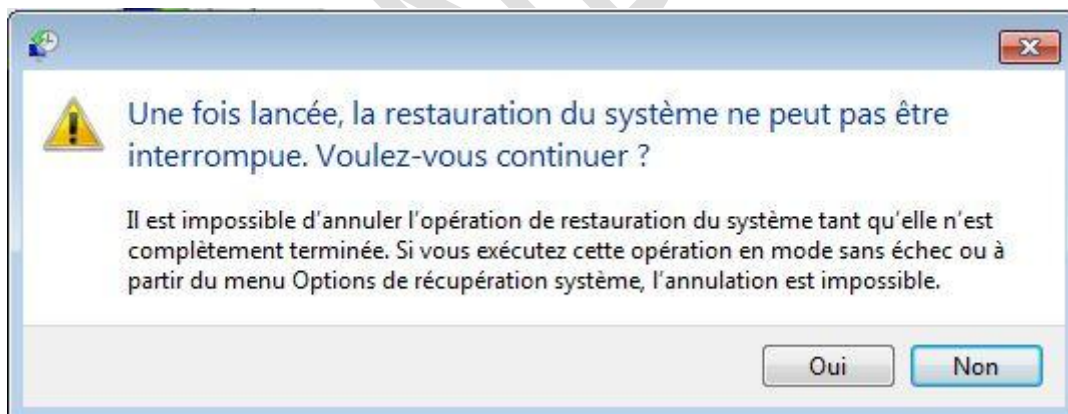 Une fois lancée, la restauration du système ne peut pas être
interrompue. Voulez-vous continuer ?
Il est impossible d'annuler l'opération de restauration du système tant qu'elle n'est
complètement terminée. Si vous exécutez cette opération en mode sans échec ou à
partir du menu Options de récupération système, l'annulation est impossible.
Oui Non